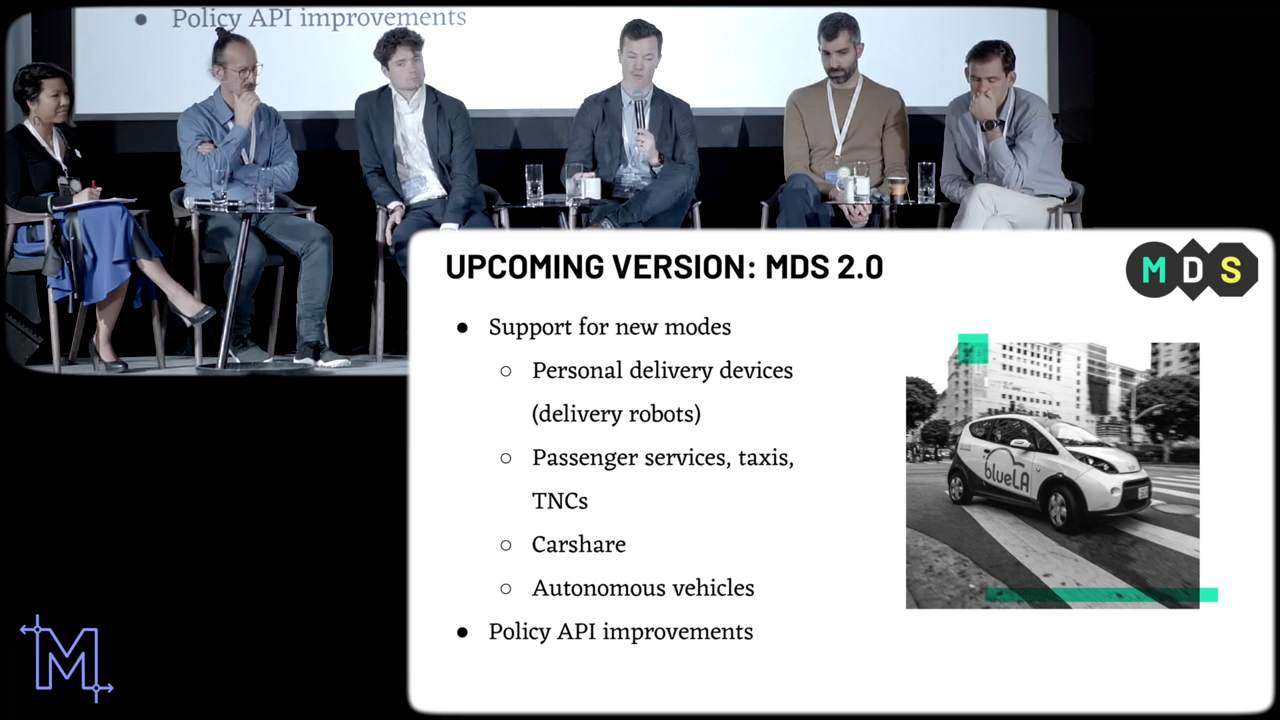 Policy API improvements
UPCOMING VERSION: MDS 2.0
MDS
● Support for new modes
○ Personal delivery devices
(delivery robots)
○ Passenger services, taxis,
TNCs
○ Carshare
○ Autonomous vehicles
● Policy API improvements
blueLA
M